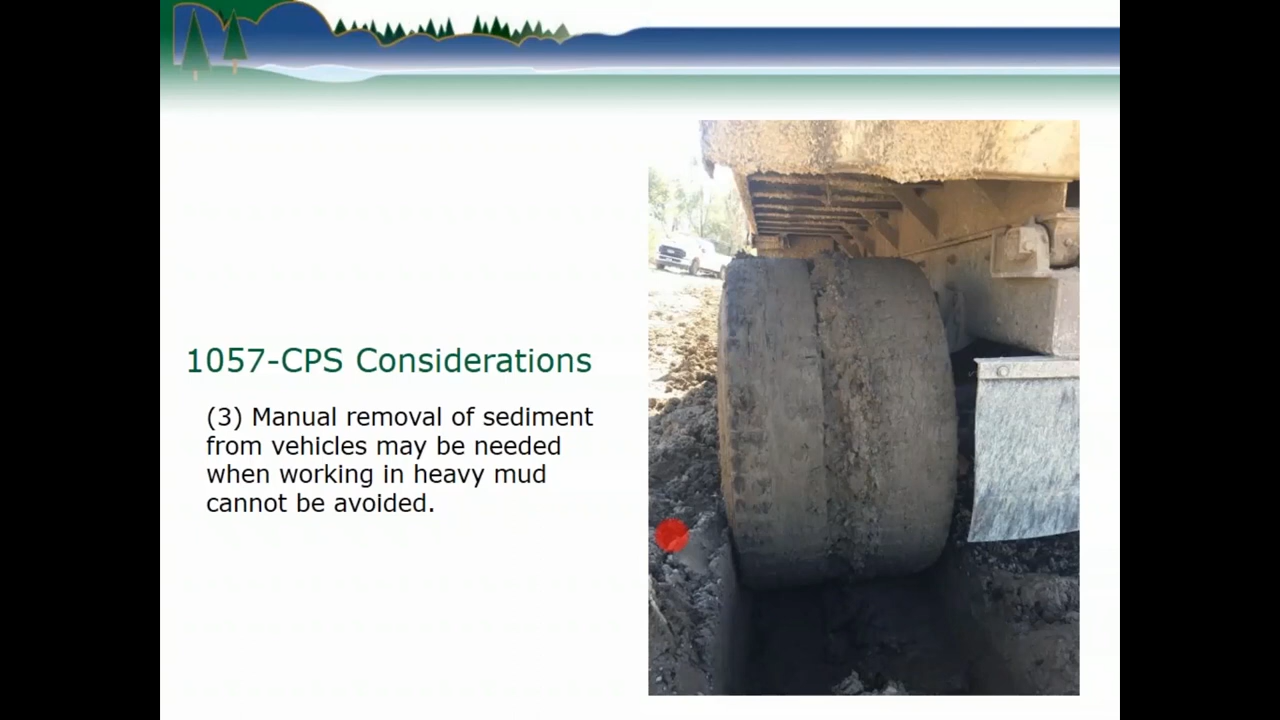 1057-CPS Considerations
(3) Manual removal of sediment
from vehicles may be needed
when working in heavy mud
cannot be avoided.